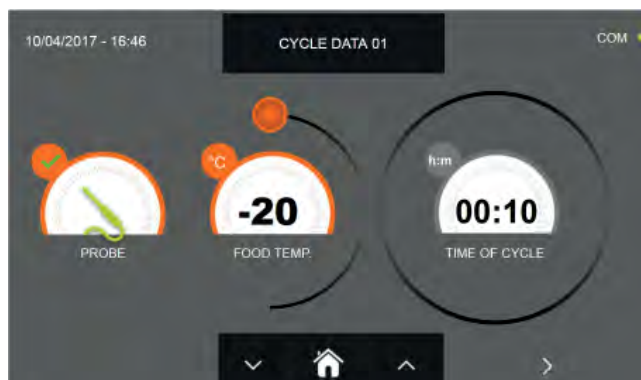 10/04/2017 - 16:46
CYCLE DATA 01
COM
°C
h:m
-20
00:10
PROBE
FOOD TEMP.
TIME OF CYCLE